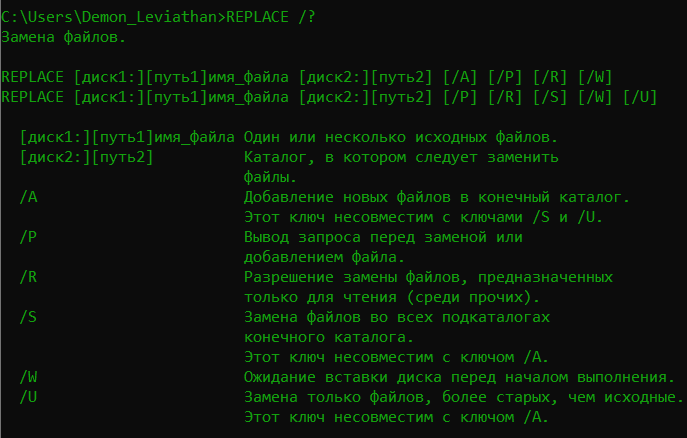 C:\Users\Demon_Leviathan>REPLACE /?
Замена файлов.
REPLACE [диск1:][путь1]имя_файла [диск2:][путь2] [/A] [/P] [/R] [/W]
REPLACE [диск1:][путь1]имя_файла [диск2:][путь2] [/P] [/R] [/S] [/W] [/U]
[диск1:][путь1]имя_файла Один или несколько исходных файлов.
[диск2:][путь2] Каталог, в котором следует заменить
файлы.
/A Добавление новых файлов в конечный каталог.
Этот ключ несовместим с ключами /S и /U.
/P Вывод запроса перед заменой или
добавлением файла.
/R Разрешение замены файлов, предназначенных
только для чтения (среди прочих).
/S Замена файлов во всех подкаталогах
конечного каталога.
Этот ключ несовместим с ключом /A.
/W Ожидание вставки диска перед началом выполнения.
/U Замена только файлов, более старых, чем исходные.
Этот ключ несовместим с ключом /A.